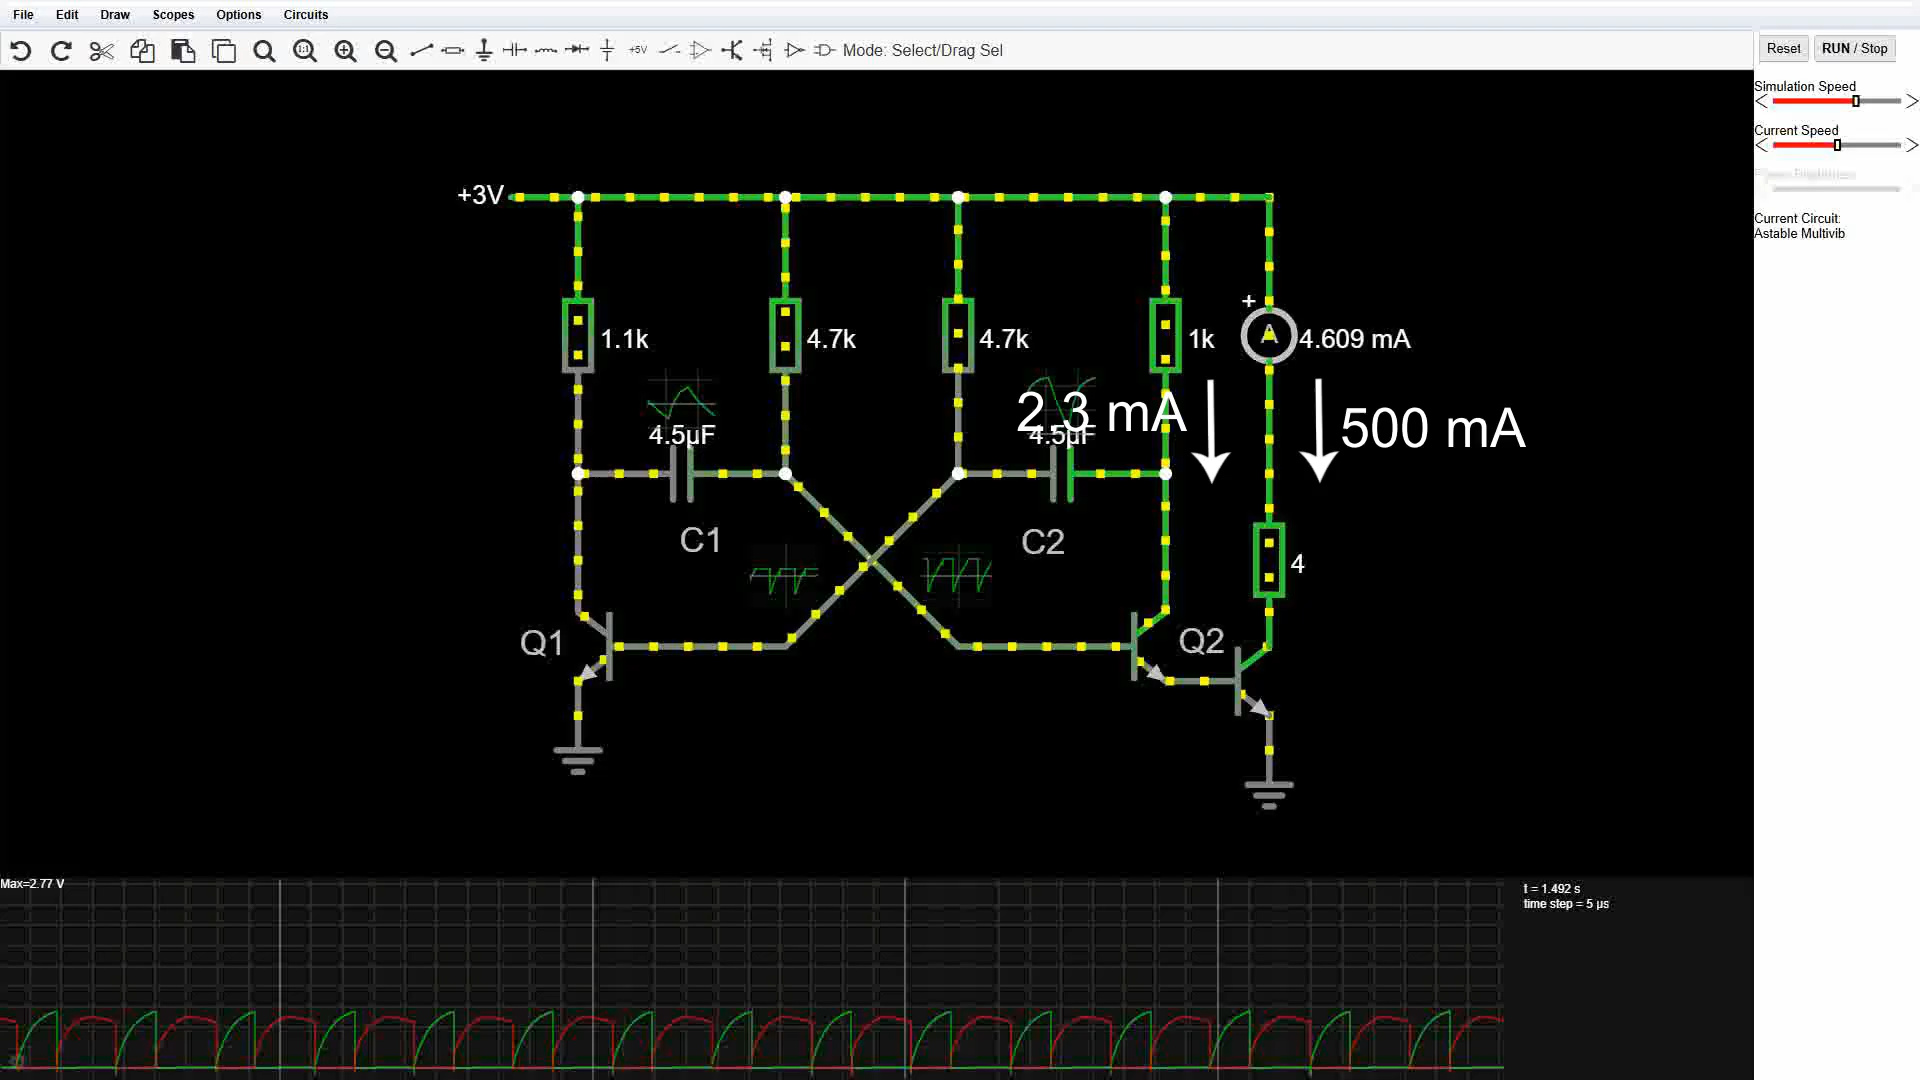 File Edit Draw Scopes Options Circuits
+5V
Mode: Select/Drag Sel
Reset
RUN / Stop
Simulation Speed
Current Speed
Current Circuit:
Astable Multivib
+3V
1.1k
4.7k
4.7k
1k
+
A
4.609 mA
2.3 mA
500 mA
4.5µF
4.5µF
C1
C2
4
Q1
Q2
Max=2.77 V
t = 1.492 s
time step = 5 µs